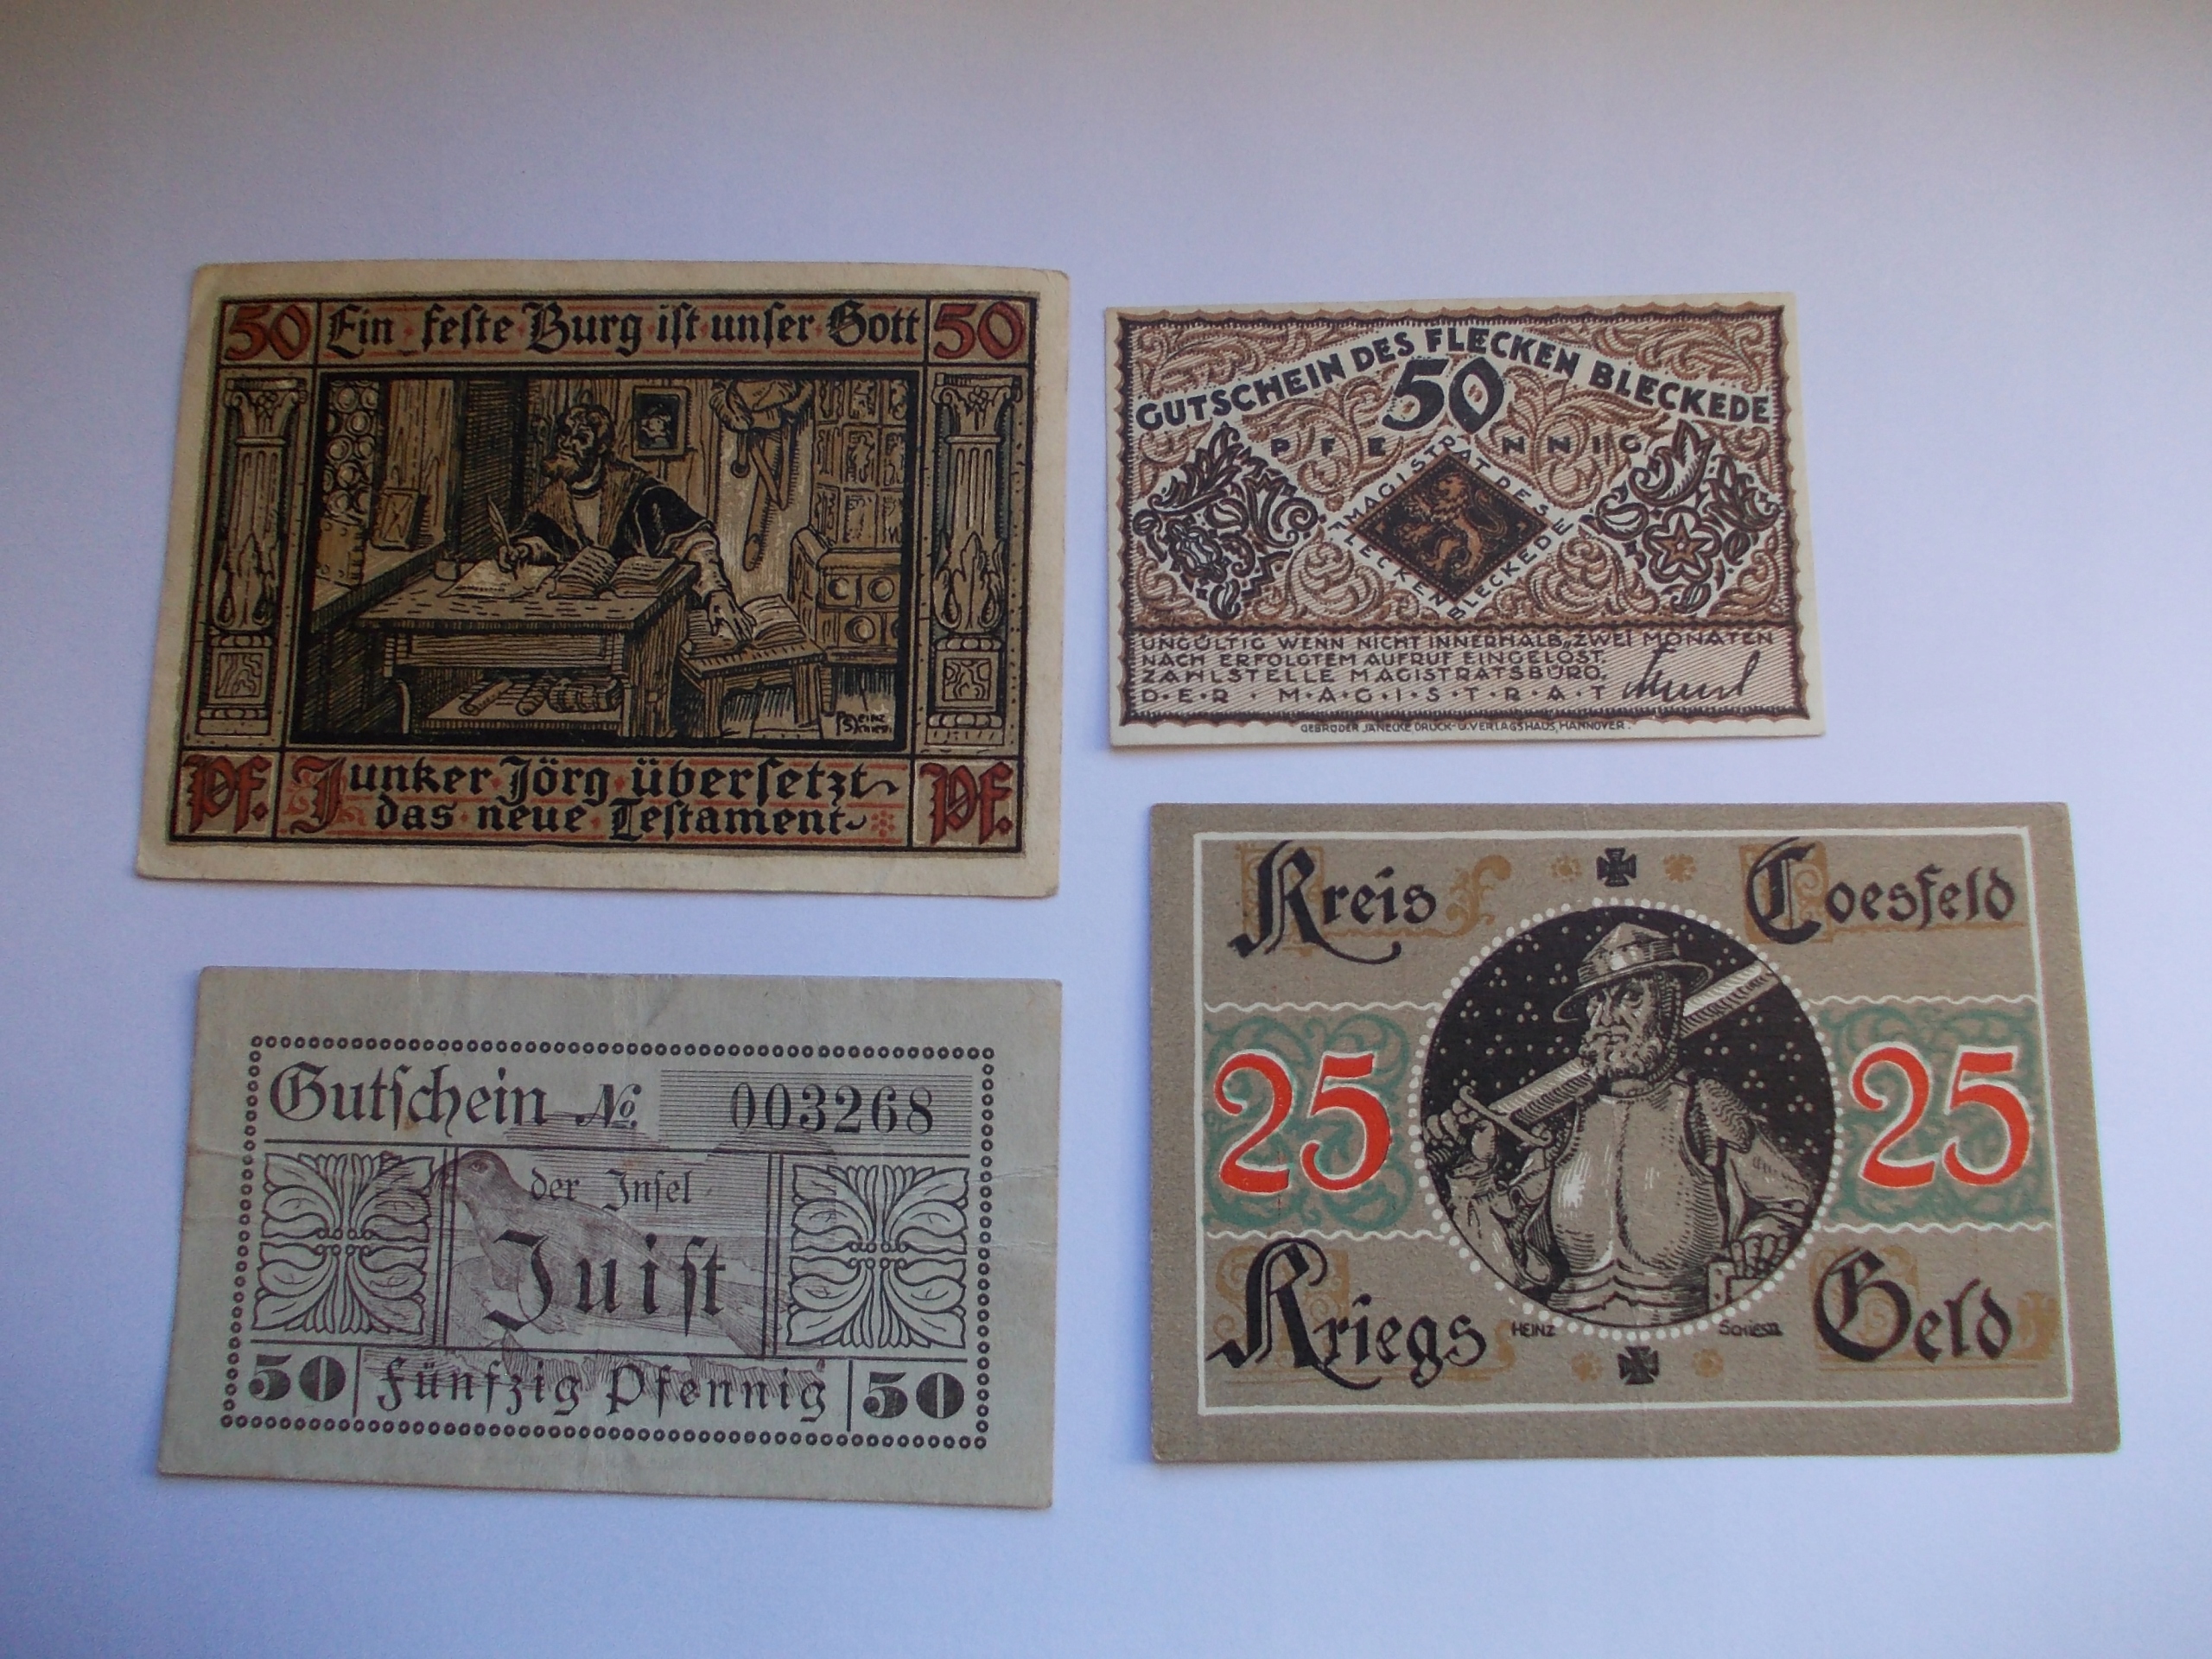 50 Ein feste Burg ist unser Gott 50
Pf. Junker Jörg übersetzt Pf.
das neue Testament
GUTSCHEIN DES FLECKEN BLECKEDE
50
PFENNIG
MAGISTRAT DES
FLECKEN BLECKEDE
UNGÜLTIG WENN NICHT INNERHALB ZWEI MONATEN
NACH ERFOLGTEM AUFRUF EINGELÖST.
ZAHLSTELLE MAGISTRATSBÜRO.
D·E·R · M·A·G·I·S·T·R·A·T
GEBRÜDER JÄNECKE DRUCK- U. VERLAGSHAUS, HANNOVER.
Gutschein No. 003268
der Insel
Juist
50 Fünfzig Pfennig 50
Kreis Coesfeld
25 25
Kriegs Geld
HEINZ Schiestl